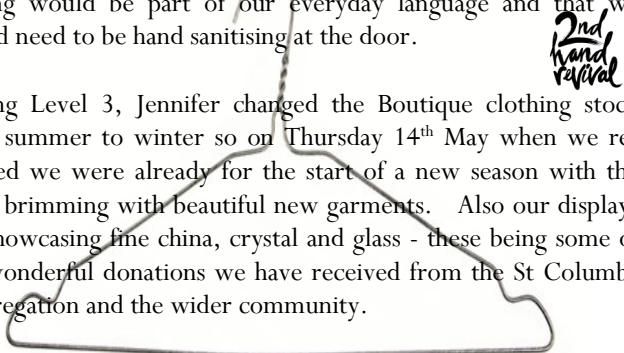 ng would be part of our everyday language and that w
d need to be hand sanitising at the door.
2nd
hand
revival
ng Level 3, Jennifer changed the Boutique clothing stoc
summer to winter so on Thursday 14th May when we re
ed we were already for the start of a new season with th
brimming with beautiful new garments. Also our display
howcasing fine china, crystal and glass - these being some o
wonderful donations we have received from the St Columb
regation and the wider community.